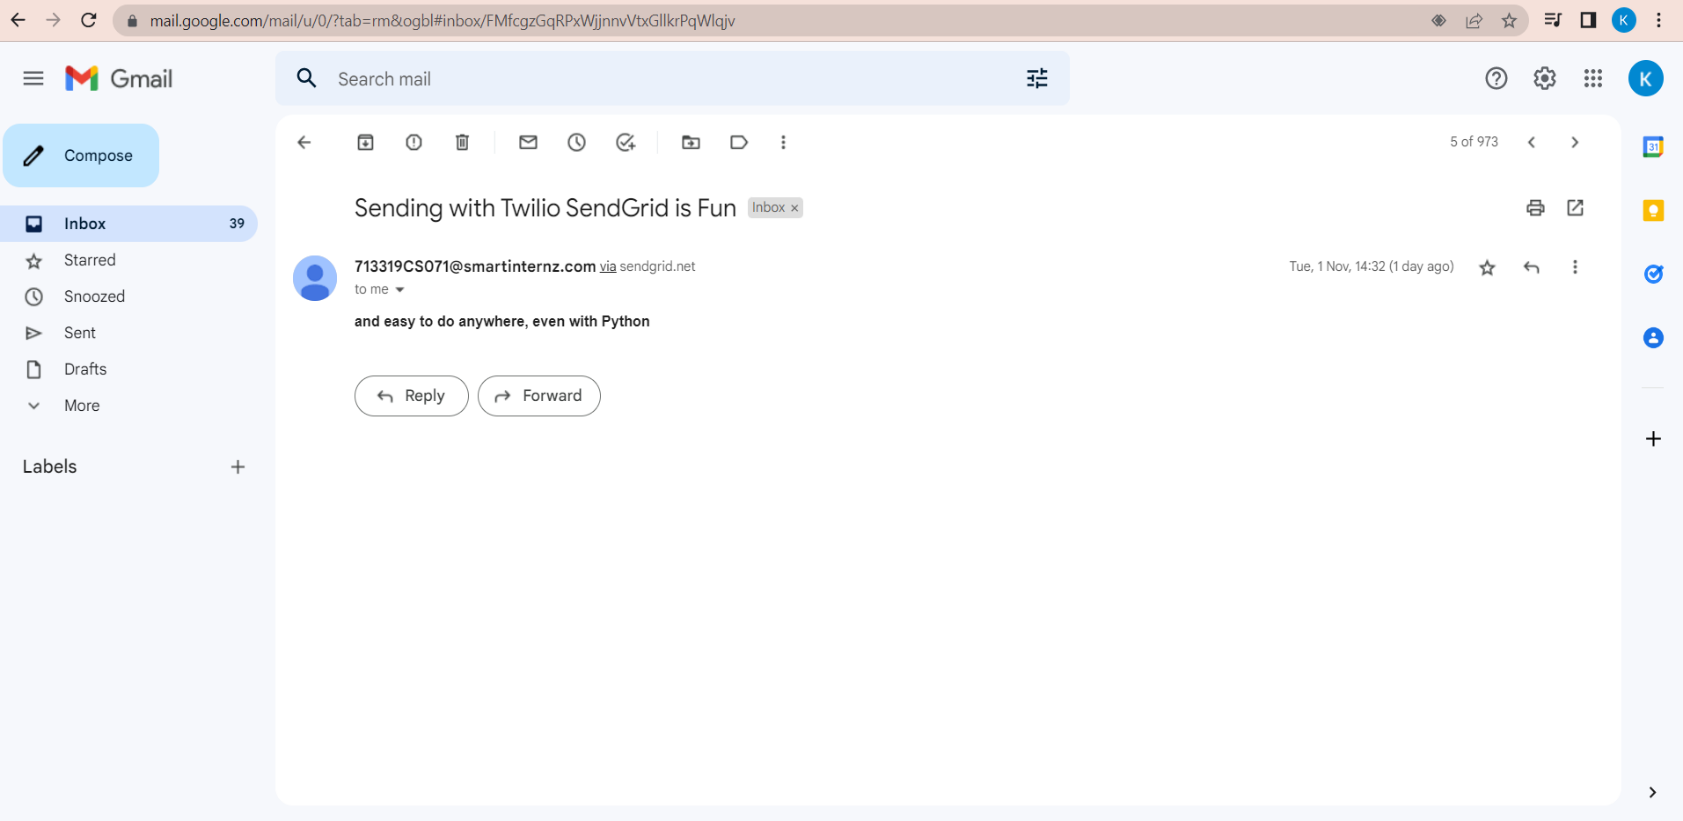 mail.google.com/mail/u/0/?tab=rm&ogbl#inbox/FMfcgzGqRPxWjjnnvVtxGllkrPqWlqjv
K
Gmail
Search mail
K
Compose
5 of 973
31
Sending with Twilio SendGrid is Fun Inbox ×
Inbox 39
Starred
Snoozed
Sent
Drafts
More
Labels
713319CS071@smartinternz.com via sendgrid.net
Tue, 1 Nov, 14:32 (1 day ago)
to me
and easy to do anywhere, even with Python
Reply
Forward